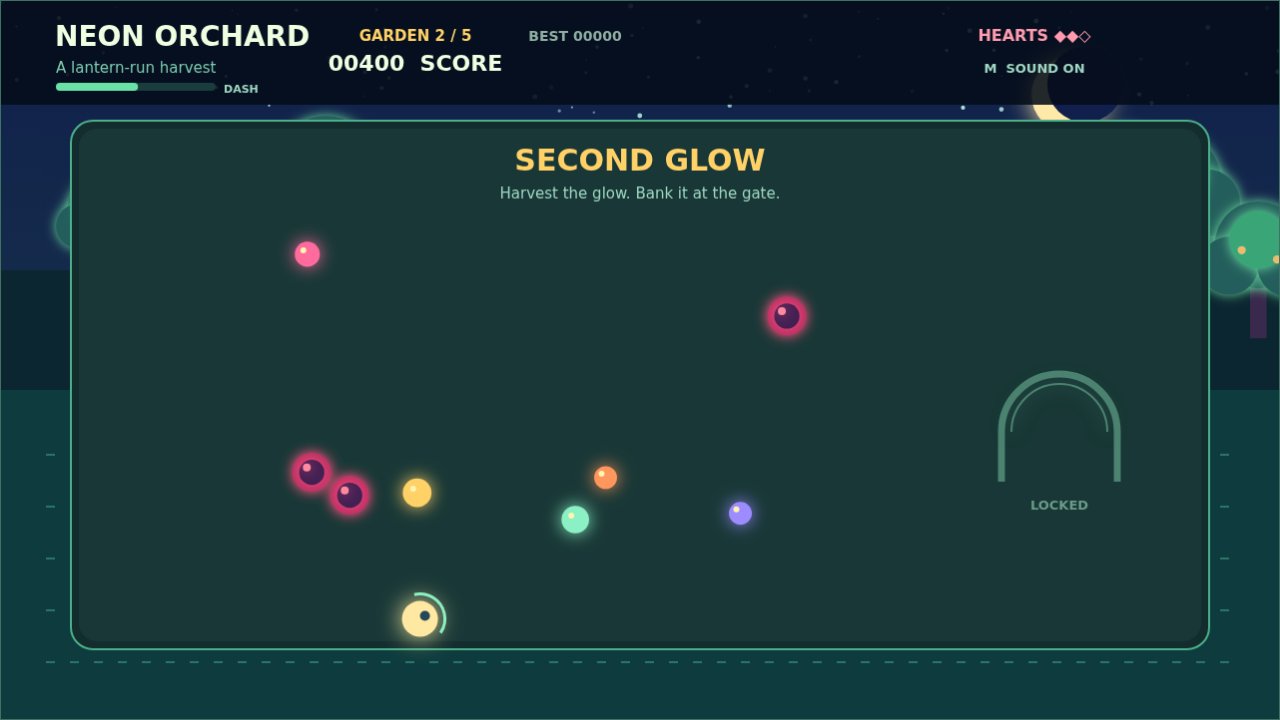 NEON ORCHARD
A lantern-run harvest
DASH
GARDEN 2 / 5
00400 SCORE
BEST 00000
HEARTS ◆◆◇
M SOUND ON
SECOND GLOW
Harvest the glow. Bank it at the gate.
LOCKED